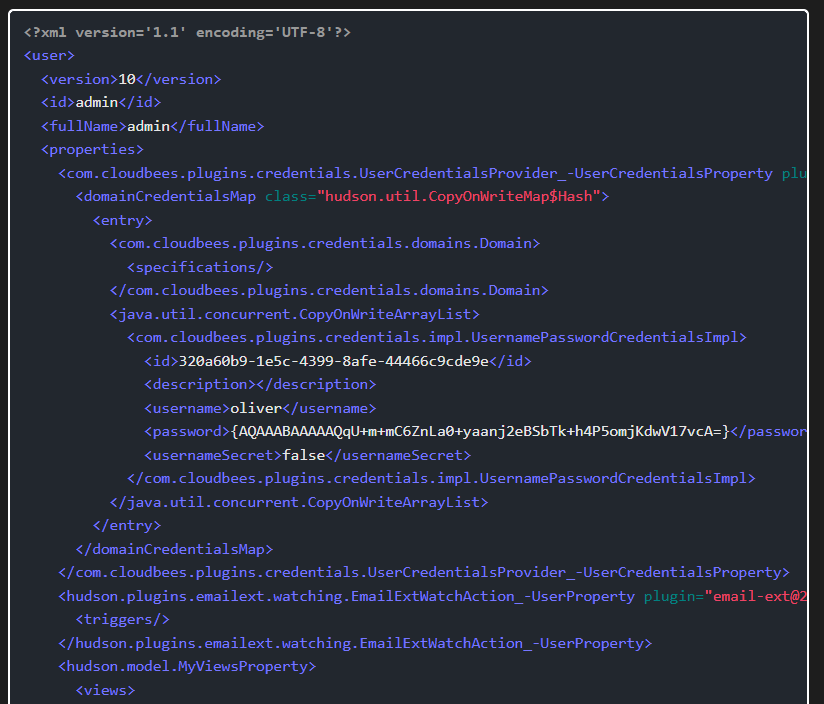 <?xml version='1.1' encoding='UTF-8'?>
<user>
<version>10</version>
<id>admin</id>
<fullName>admin</fullName>
<properties>
<com.cloudbees.plugins.credentials.UserCredentialsProvider_-UserCredentialsProperty plu
<domainCredentialsMap class="hudson.util.CopyOnWriteMap$Hash">
<entry>
<com.cloudbees.plugins.credentials.domains.Domain>
<specifications/>
</com.cloudbees.plugins.credentials.domains.Domain>
<java.util.concurrent.CopyOnWriteArrayList>
<com.cloudbees.plugins.credentials.impl.UsernamePasswordCredentialsImpl>
<id>320a60b9-1e5c-4399-8afe-44466c9cde9e</id>
<description></description>
<username>oliver</username>
<password>{AQAAABAAAAAQqU+m+mC6ZnLa0+yaanj2eBSbTk+h4P5omjKdwV17vcA=}</passwor
<usernameSecret>false</usernameSecret>
</com.cloudbees.plugins.credentials.impl.UsernamePasswordCredentialsImpl>
</java.util.concurrent.CopyOnWriteArrayList>
</entry>
</domainCredentialsMap>
</com.cloudbees.plugins.credentials.UserCredentialsProvider_-UserCredentialsProperty>
<hudson.plugins.emailext.watching.EmailExtWatchAction_-UserProperty plugin="email-ext@2
<triggers/>
</hudson.plugins.emailext.watching.EmailExtWatchAction_-UserProperty>
<hudson.model.MyViewsProperty>
<views>